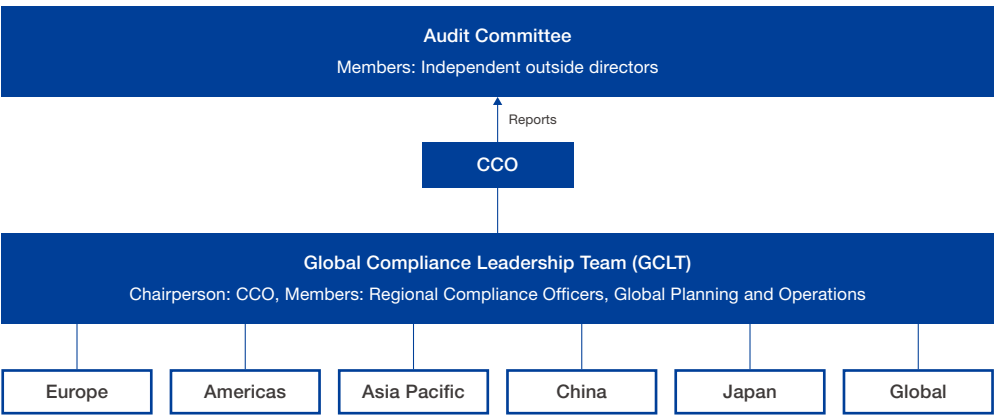 Audit Committee
Members: Independent outside directors
Reports
CCO
Global Compliance Leadership Team (GCLT)
Chairperson: CCO, Members: Regional Compliance Officers, Global Planning and Operations
Europe
Americas
Asia Pacific
China
Japan
Global